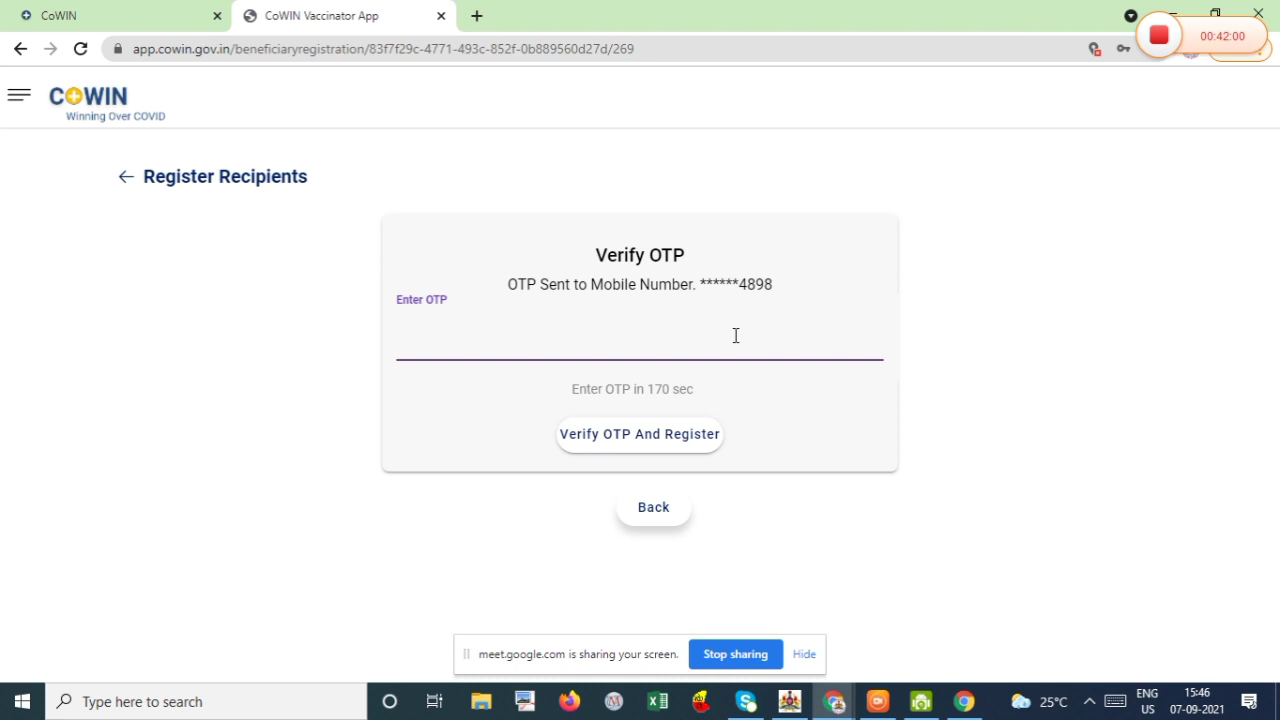 CoWIN
CoWIN Vaccinator App
app.cowin.gov.in/beneficiaryregistration/83f7f29c-4771-493c-852f-0b889560d27d/269
00:42:00
COWIN
Winning Over COVID
← Register Recipients
Verify OTP
OTP Sent to Mobile Number. ******4898
Enter OTP
Enter OTP in 170 sec
Verify OTP And Register
Back
meet.google.com is sharing your screen.
Stop sharing
Hide
Type here to search
25°C
ENG
US
15:46
07-09-2021